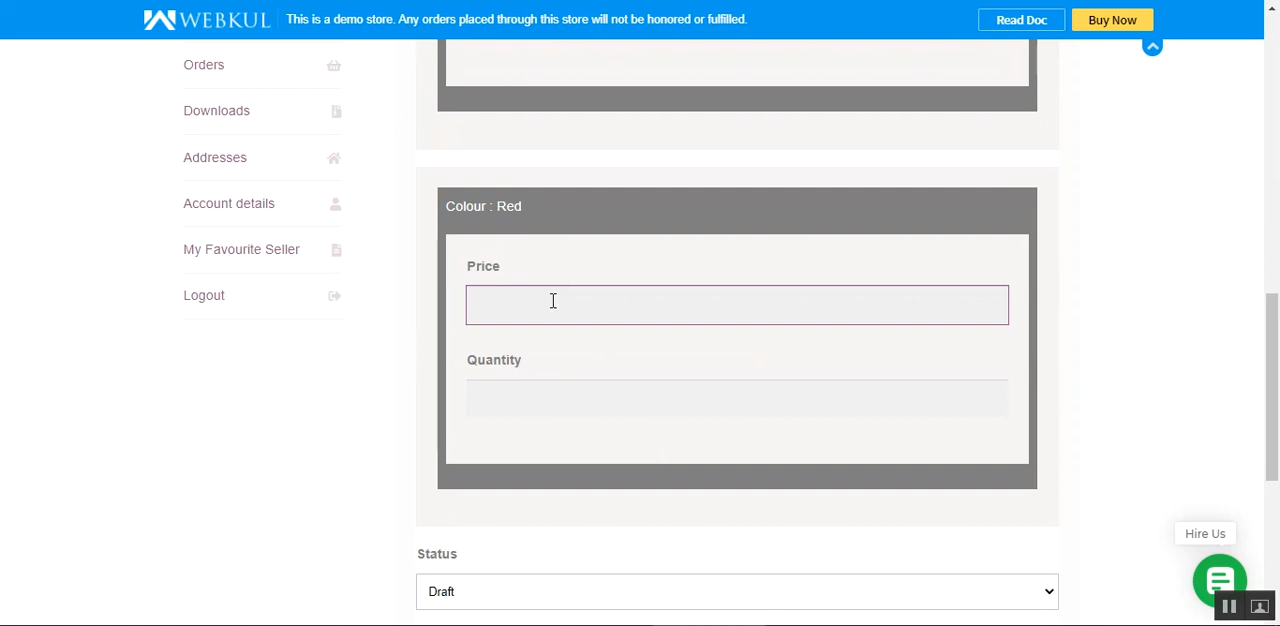 WEBKUL
This is a demo store. Any orders placed through this store will not be honored or fulfilled.
Read Doc
Buy Now
Orders
Downloads
Addresses
Account details
My Favourite Seller
Logout
Colour : Red
Price
Quantity
Status
Draft
Hire Us